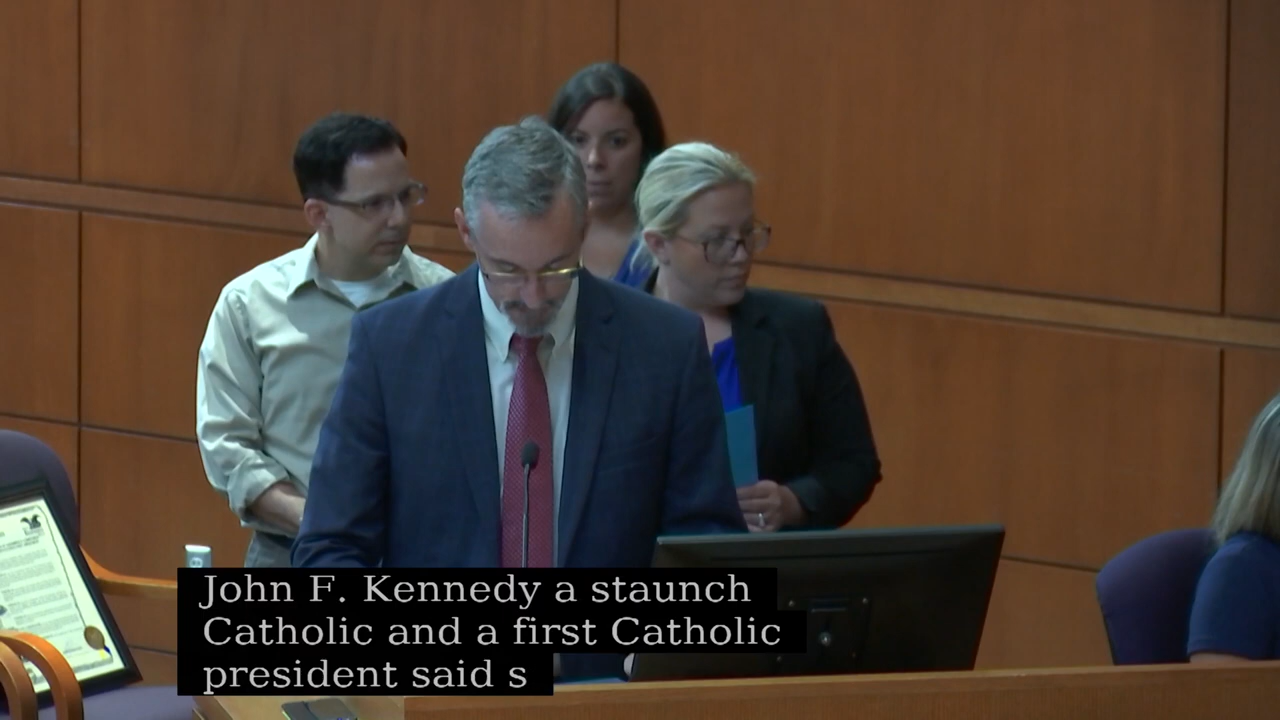 John F. Kennedy a staunch
Catholic and a first Catholic
president said s